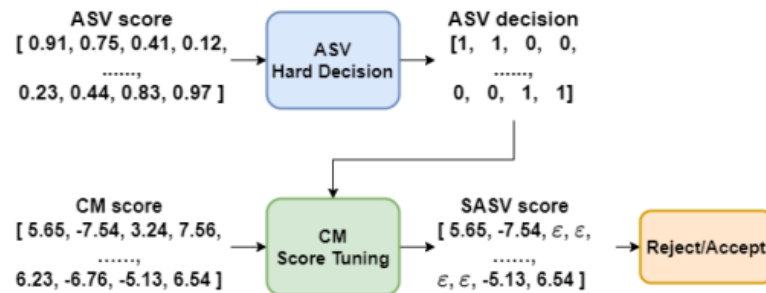 ASV score
[ 0.91, 0.75, 0.41, 0.12,
......,
0.23, 0.44, 0.83, 0.97 ]
ASV
Hard Decision
ASV decision
[1, 1, 0, 0,
......,
0, 0, 1, 1]
CM score
[ 5.65, -7.54, 3.24, 7.56,
......,
6.23, -6.76, -5.13, 6.54 ]
CM
Score Tuning
SASV score
[ 5.65, -7.54, ε, ε,
......,
ε, ε, -5.13, 6.54 ]
Reject/Accept